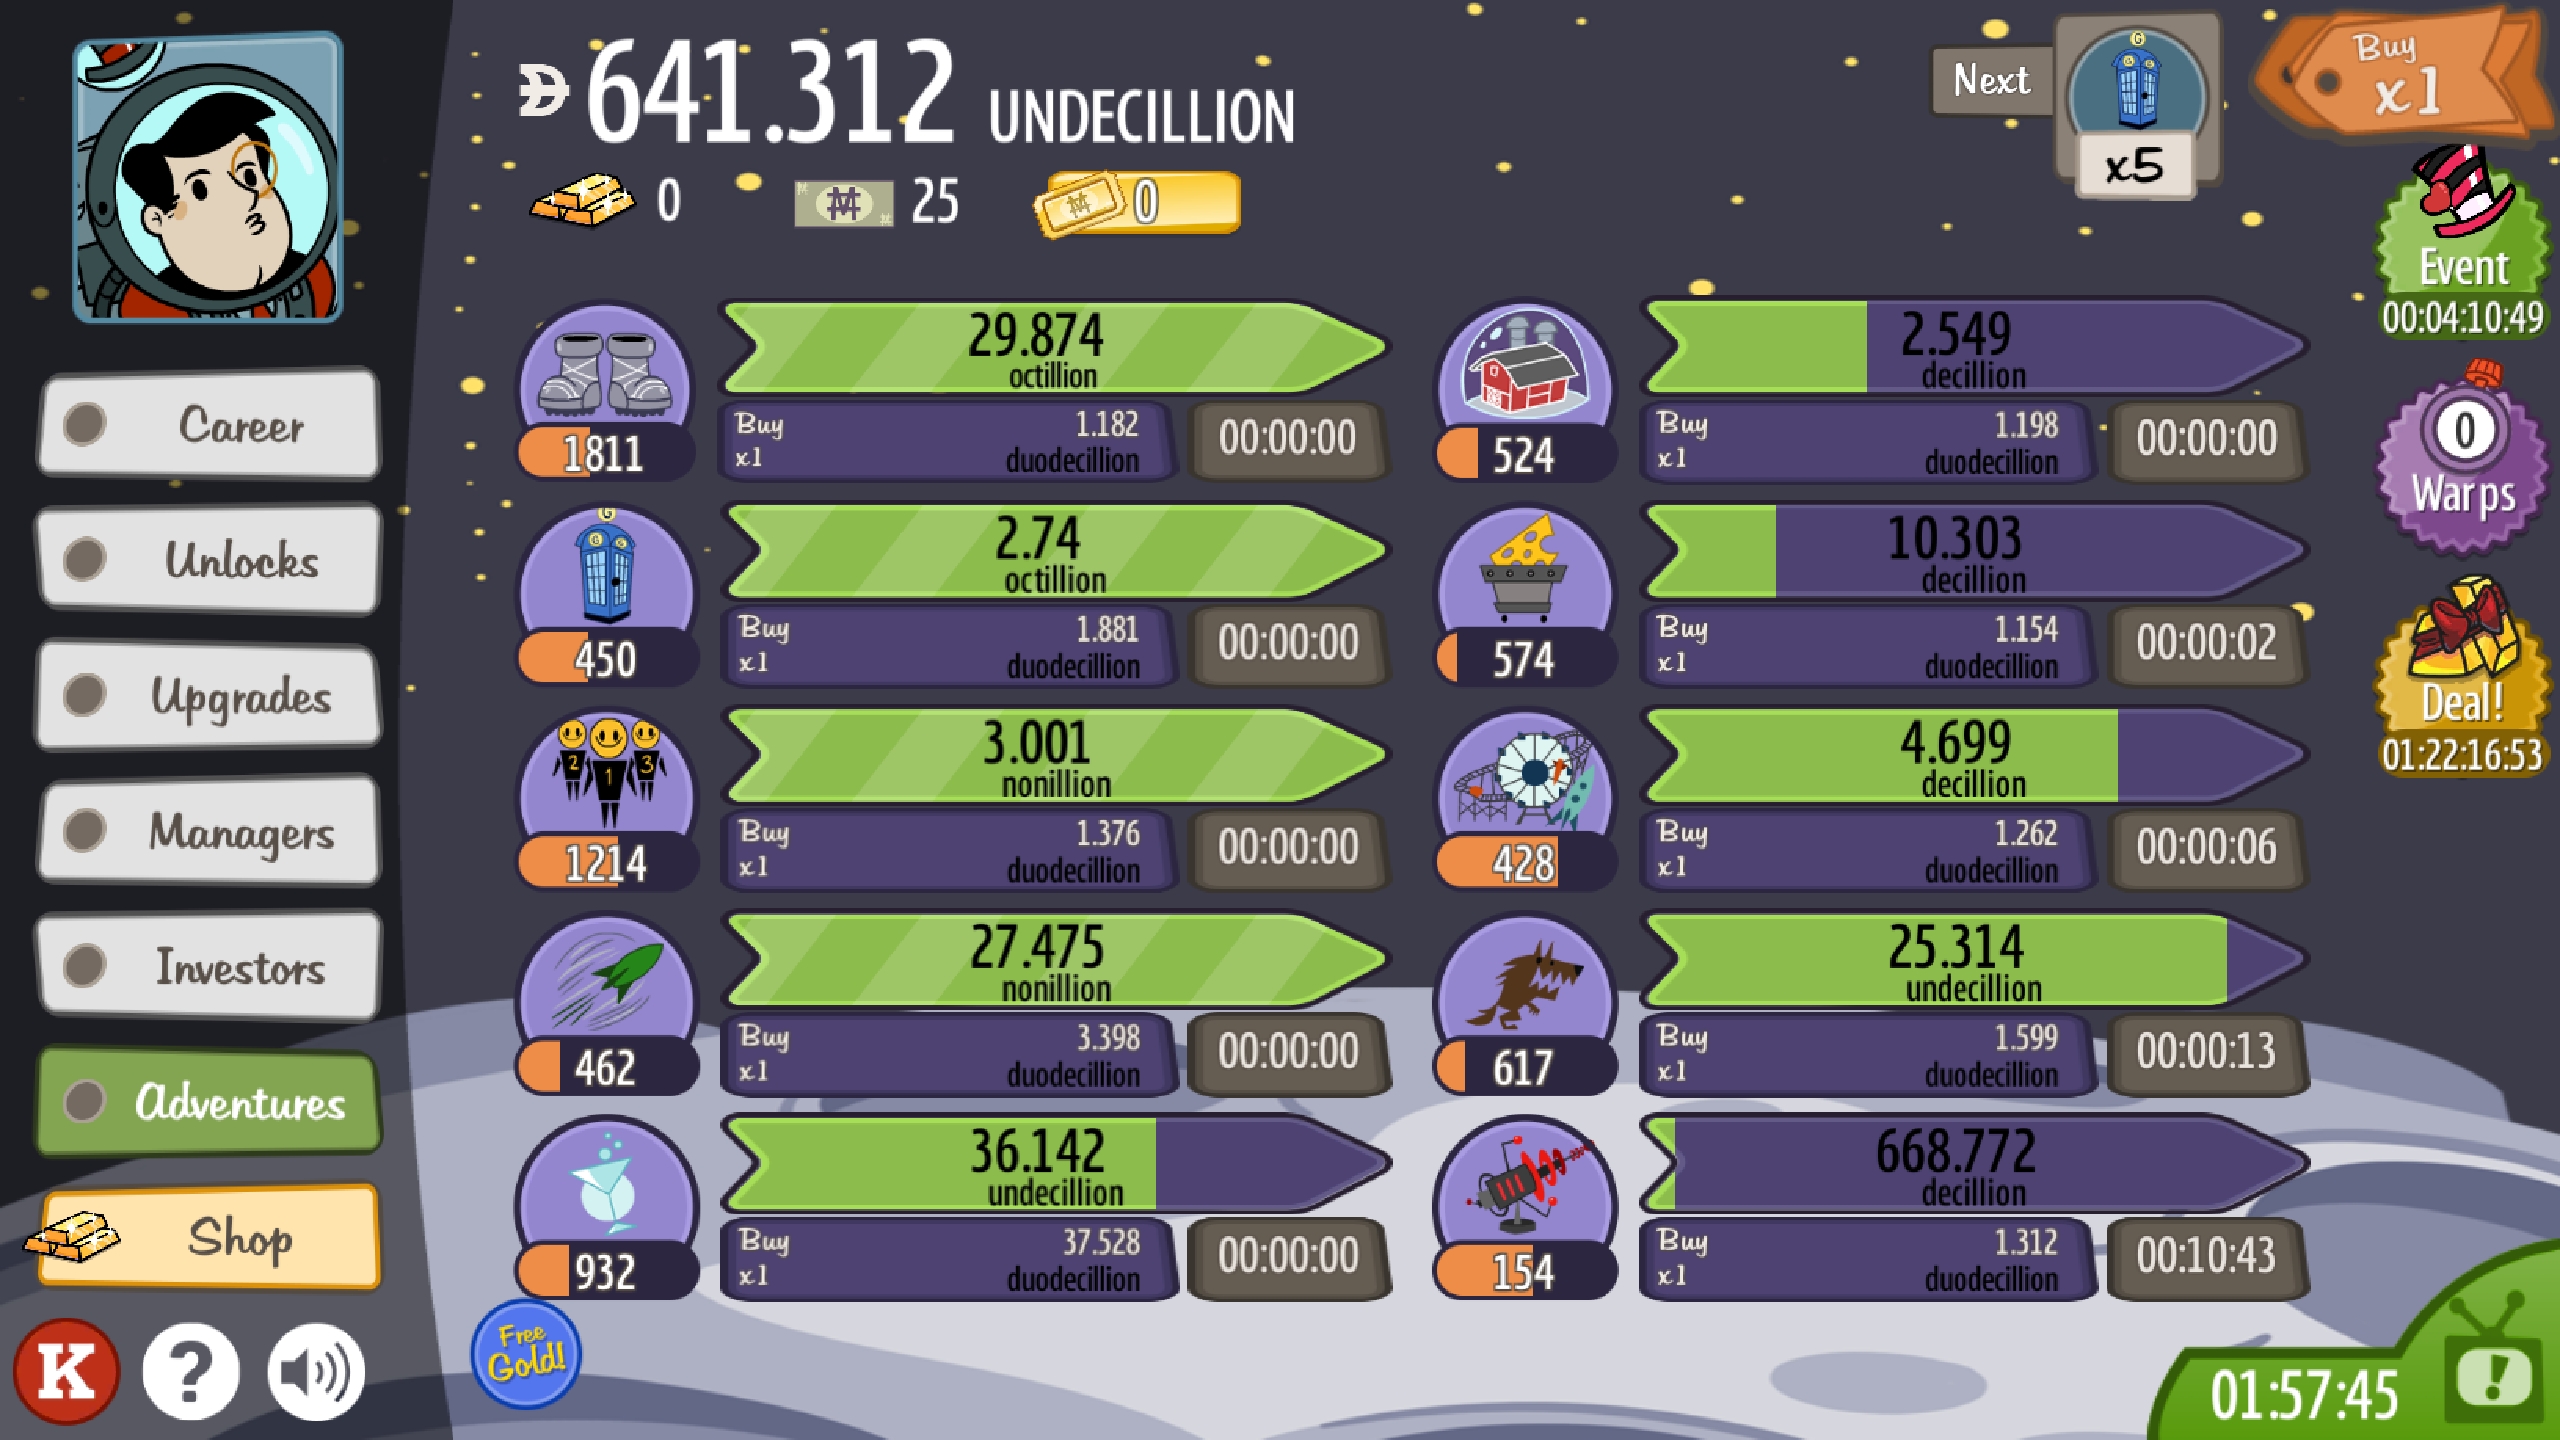 641.312 UNDECILLION
0
25
0
Next
x5
Buy
x1
Event
00:04:10:49
0
Warps
Deal!
01:22:16:53
Career
Unlocks
Upgrades
Managers
Investors
Adventures
Shop
K
?
Free
Gold!
29.874
octillion
1811
Buy
x1
1.182
duodecillion
00:00:00
2.549
decillion
524
Buy
x1
1.198
duodecillion
00:00:00
G
G G
2.74
octillion
450
Buy
x1
1.881
duodecillion
00:00:00
10.303
decillion
574
Buy
x1
1.154
duodecillion
00:00:02
2 1 3
3.001
nonillion
1214
Buy
x1
1.376
duodecillion
00:00:00
4.699
decillion
428
Buy
x1
1.262
duodecillion
00:00:06
27.475
nonillion
462
Buy
x1
3.398
duodecillion
00:00:00
25.314
undecillion
617
Buy
x1
1.599
duodecillion
00:00:13
36.142
undecillion
932
Buy
x1
37.528
duodecillion
00:00:00
668.772
decillion
154
Buy
x1
1.312
duodecillion
00:10:43
01:57:45
!